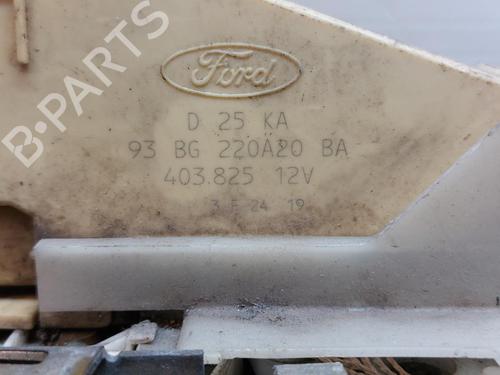 B-PARTS
Ford
D 25 KA
93 BG 220A20 BA
403.825 12V
3 F 24 19